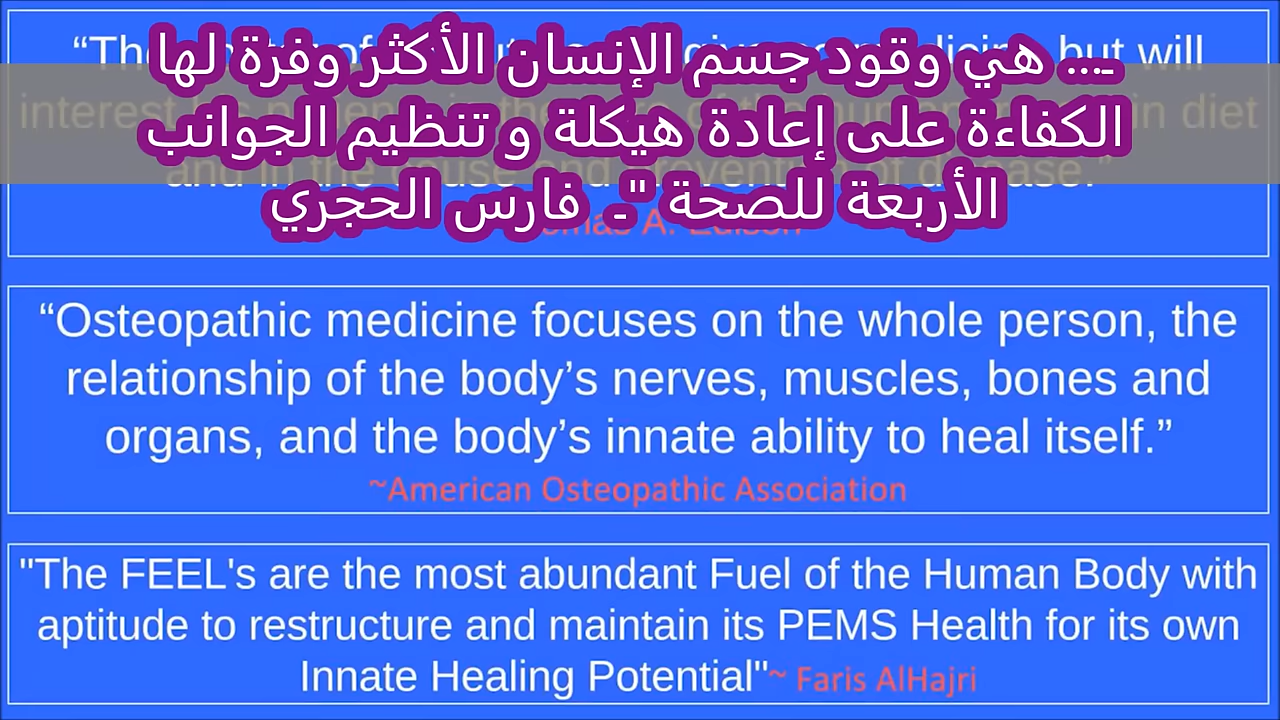 ـ... هي وقود جسم الإنسان الأكثر وفرة لها
الكفاءة على إعادة هيكلة و تنظيم الجوانب
الأربعة للصحة "ـ فارس الحجري
but will
interest in diet
and in the of disease.”
A. Edison
“Osteopathic medicine focuses on the whole person, the
relationship of the body’s nerves, muscles, bones and
organs, and the body’s innate ability to heal itself.”
~American Osteopathic Association
"The FEEL's are the most abundant Fuel of the Human Body with
aptitude to restructure and maintain its PEMS Health for its own
Innate Healing Potential"~ Faris AlHajri